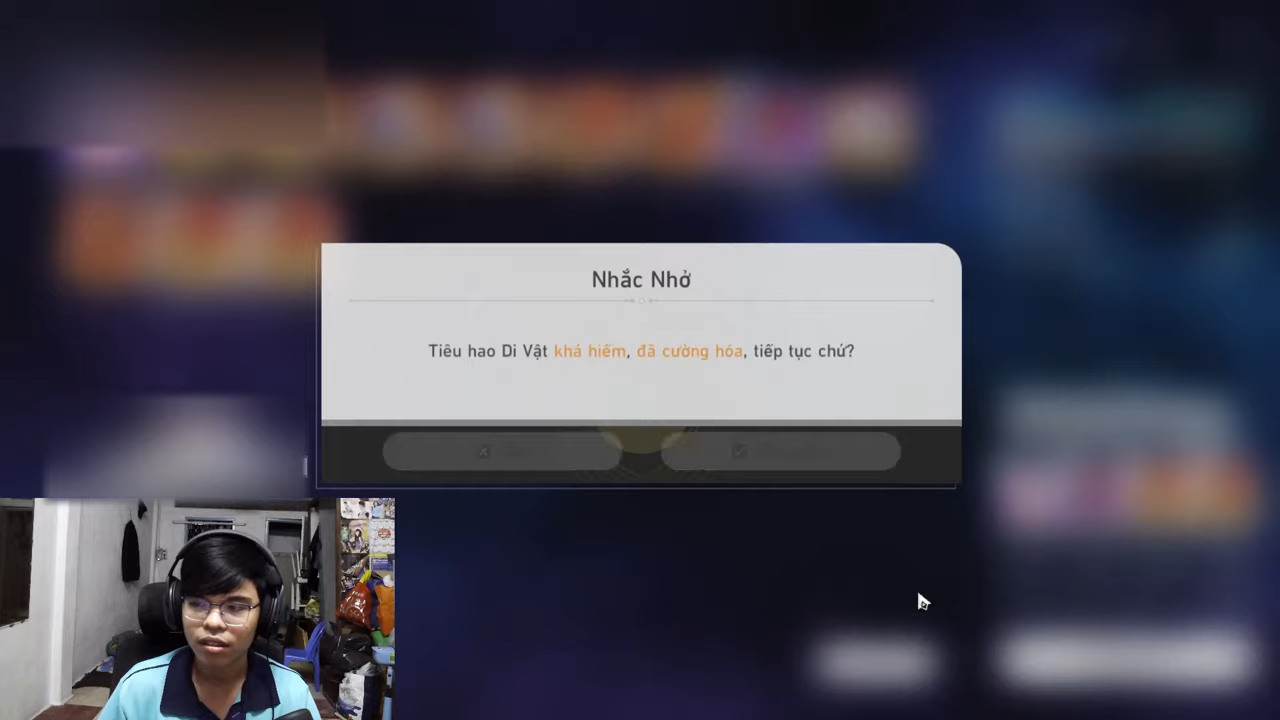 Nhắc Nhở
Tiêu hao Di Vật khá hiếm, đã cường hóa, tiếp tục chứ?